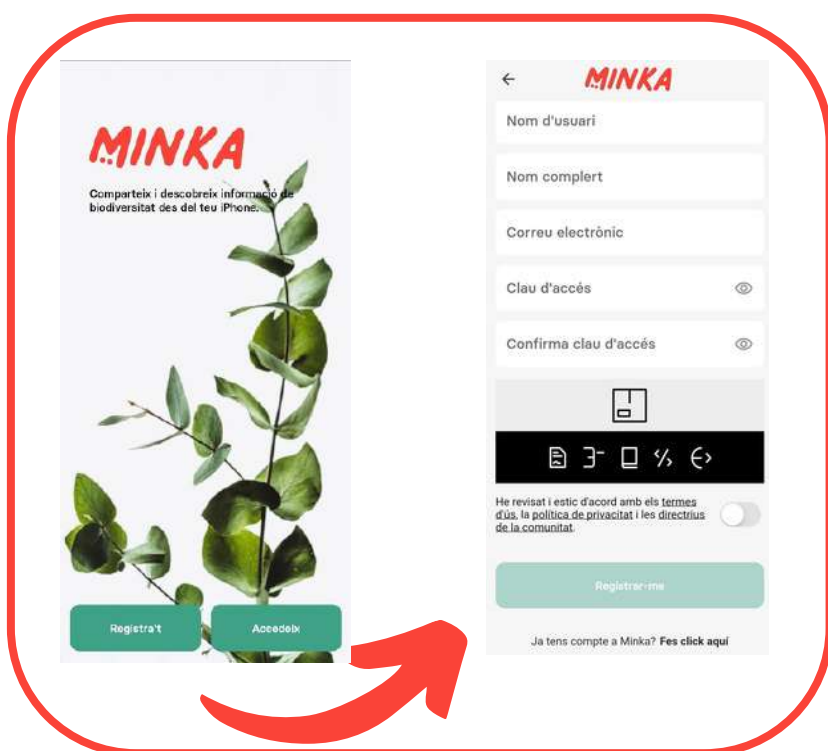 MINKA
Comparteix i descobreix informació de
biodiversitat des del teu iPhone.
Registra't
Accedeix
MINKA
Nom d'usuari
Nom complert
Correu electrònic
Clau d'accés
Confirma clau d'accés
He revisat i estic d'acord amb els termes
d'ús, la política de privacitat i les directrius
de la comunitat.
Registrar-me
Ja tens compte a Minka? Fes click aquí